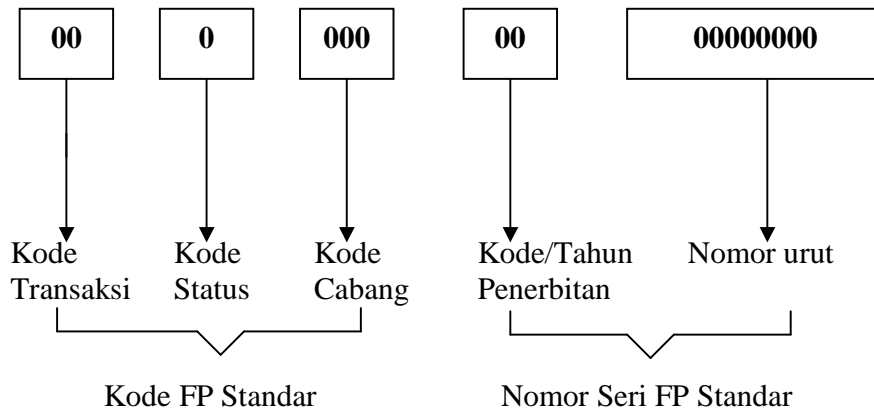 00 0 000 00 00000000
Kode Kode Kode Kode/Tahun Nomor urut
Transaksi Status Cabang Penerbitan
Kode FP Standar Nomor Seri FP Standar